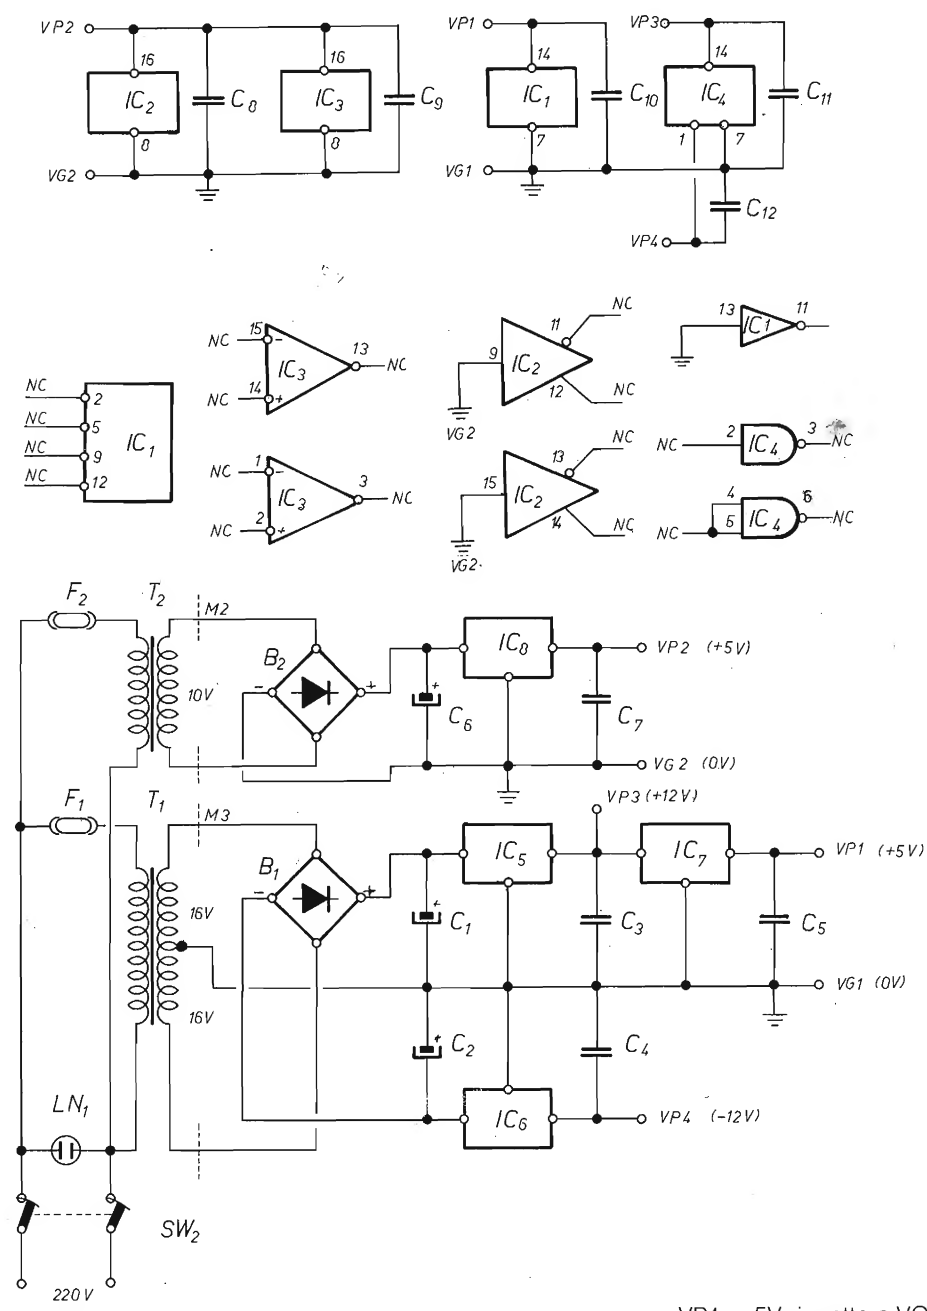 VP2
16
IC2
8
C8
16
IC3
8
C9
VG2
VP1
14
IC1
7
C10
VP3
14
IC4
1
7
C11
VG1
C12
VP4
NC
2
NC
5
NC
9
NC
12
IC1
NC
15
-
IC3
13
NC
NC
14
+
NC
1
-
IC3
3
NC
NC
2
+
9
IC2
11
NC
12
NC
VG2
15
IC2
13
NC
14
NC
VG2.
13
IC1
11
NC
2
IC4
3
NC
4
NC
5
IC4
6
NC
F2
T2
M2
10V
B2
-
+
+
C6
IC8
C7
VP2 (+5V)
VG2 (0V)
F1
T1
M3
16V
16V
B1
-
+
+
C1
+
C2
IC5
VP3 (+12V)
C3
IC7
C5
VP1 (+5V)
VG1 (0V)
C4
IC6
VP4 (-12V)
LN1
SW2
220V